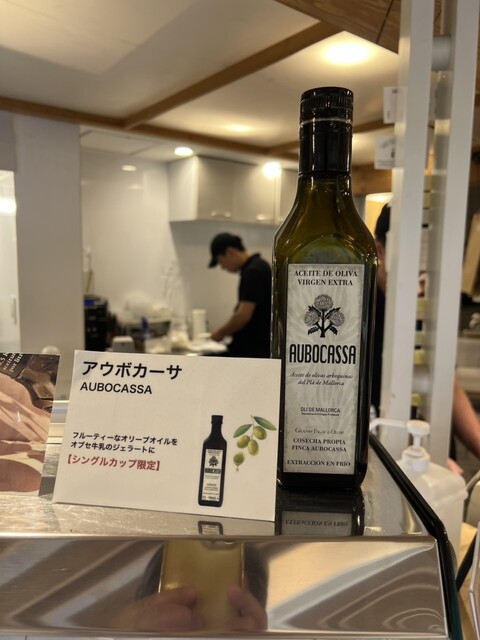 アウボカーサ
AUBOCASSA
フルーティーなオリーブオイルを
オブセ牛乳のジェラートに
【シングルカップ限定】
ACEITE DE OLIVA
VIRGEN EXTRA
AUBOCASSA
Aceite de olivas arbequinas
del Pla de Mallorca
OLI DE MALLORCA
COSECHA PROPIA
FINCA AUBOCASSA
EXTRACCIÓN EN FRÍO